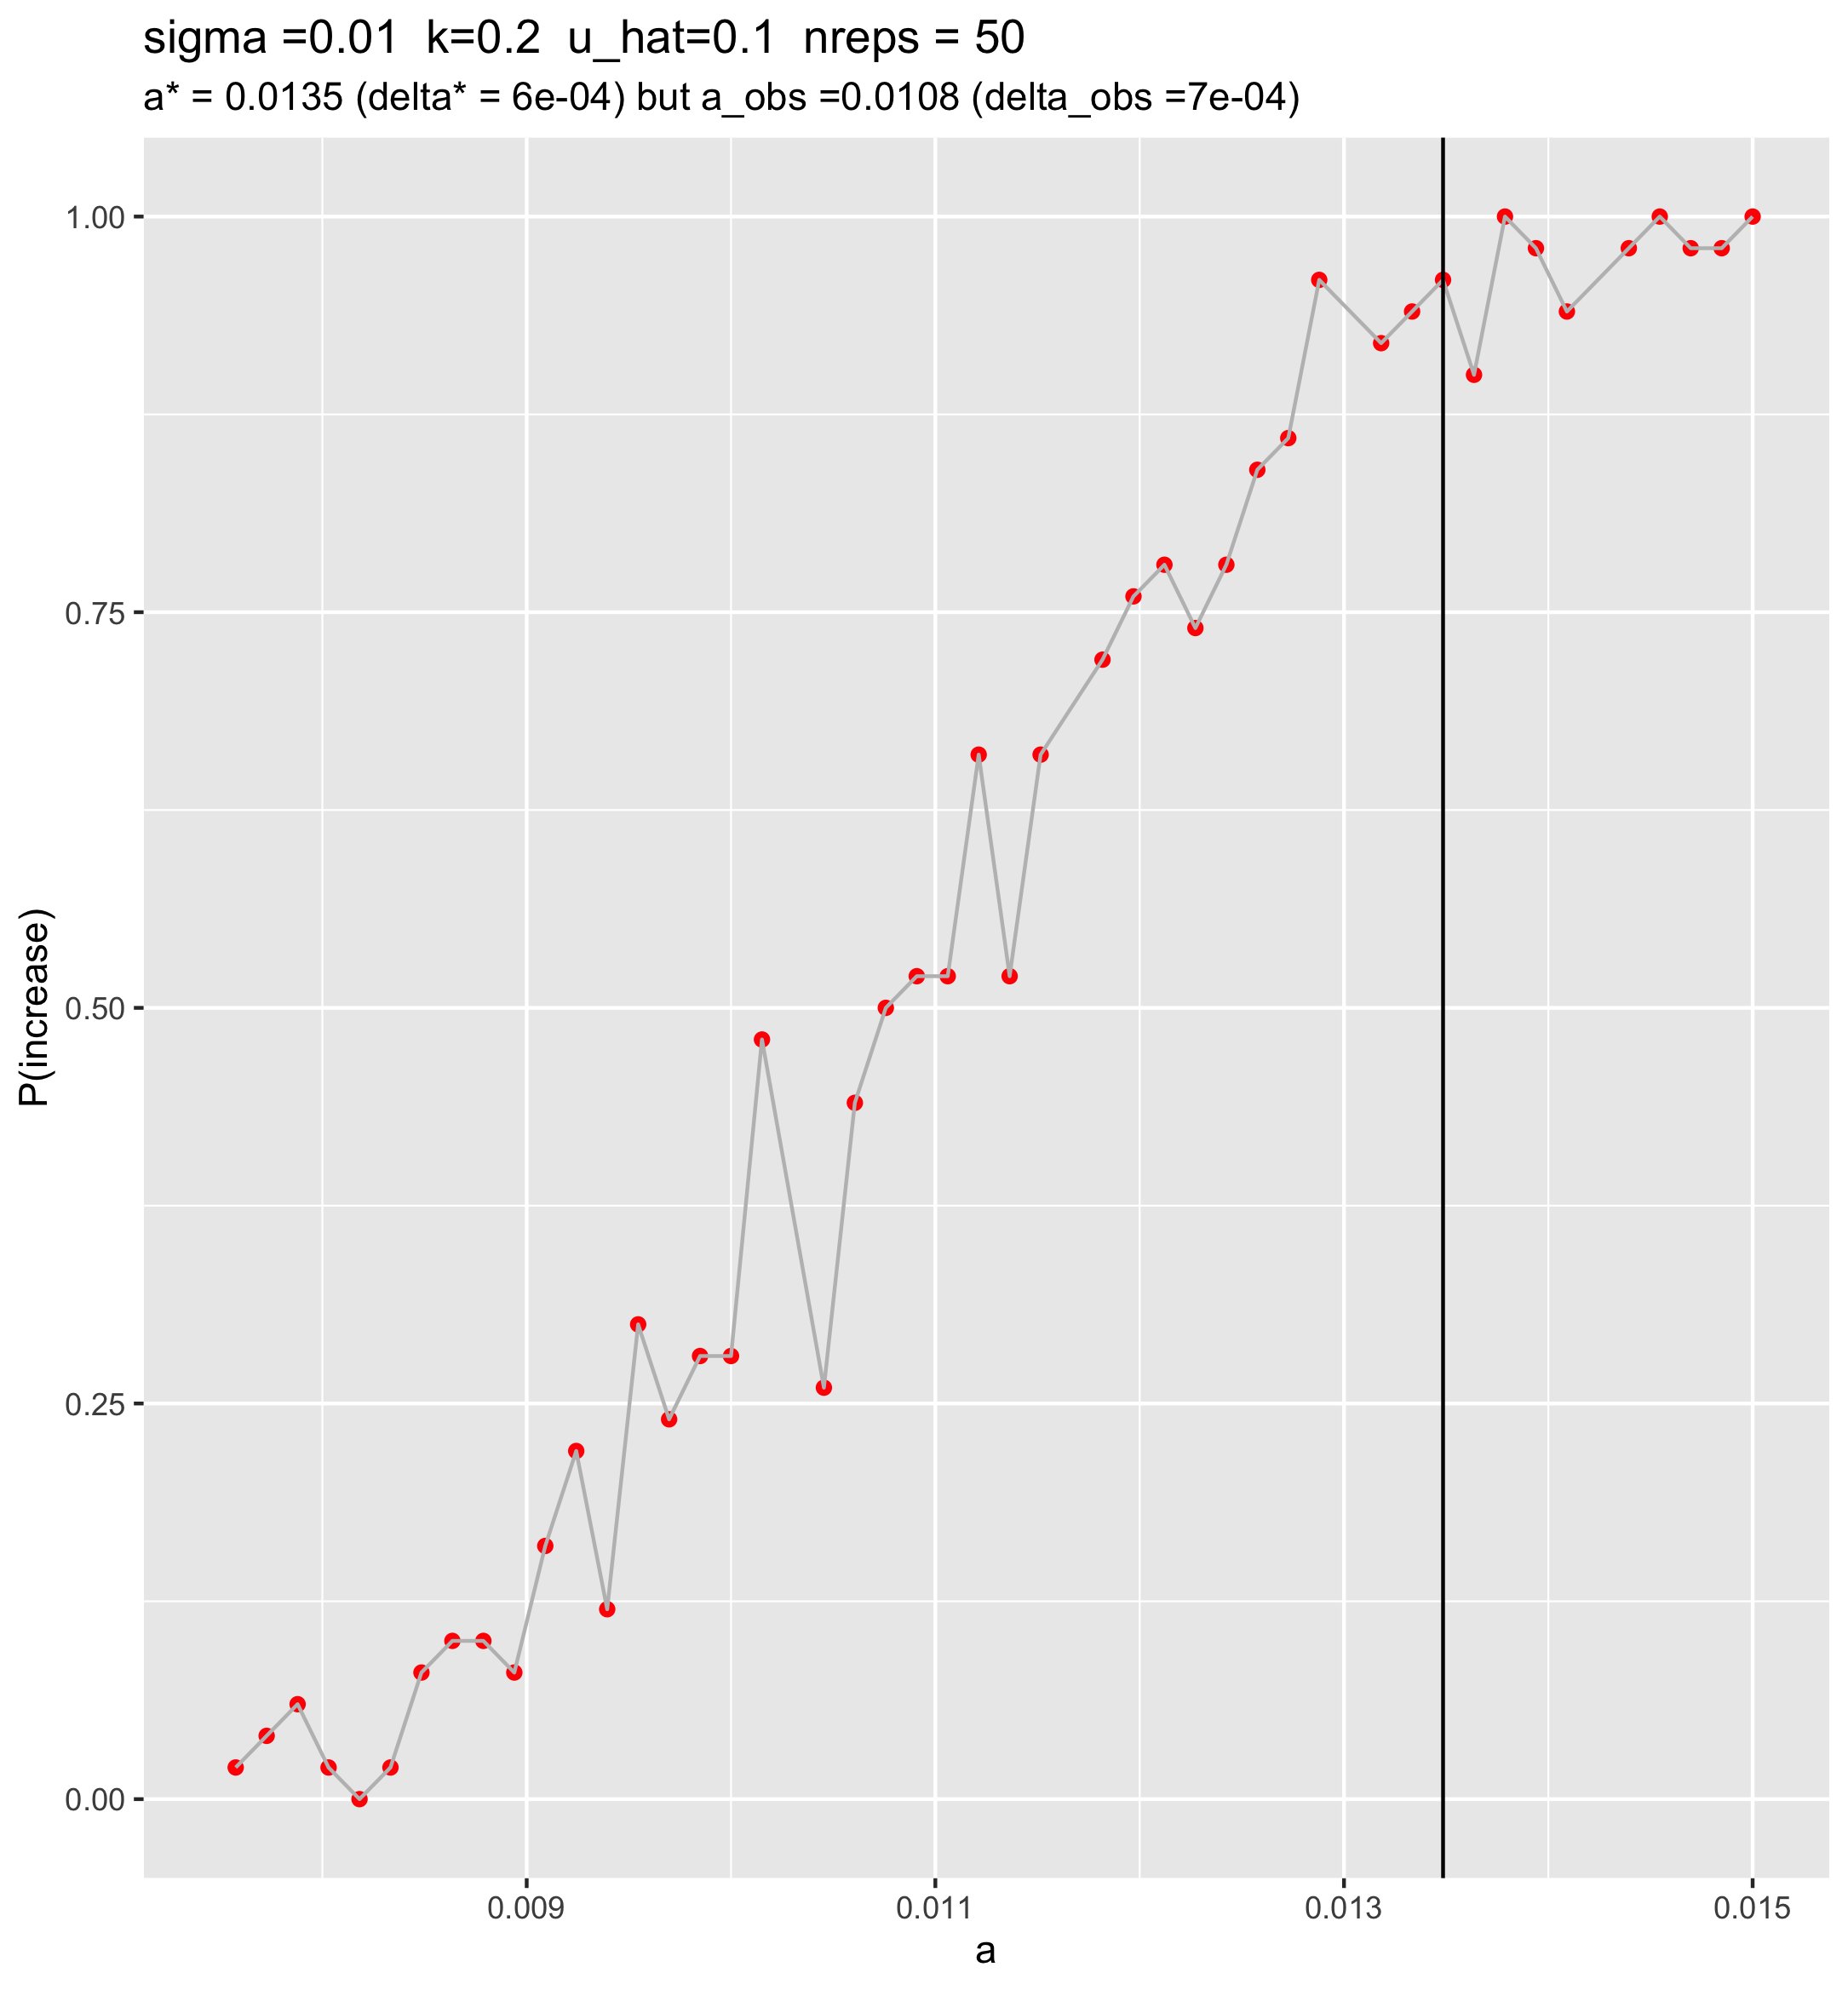 sigma =0.01  k=0.2  u_hat=0.1  nreps = 50
a* = 0.0135 (delta* = 6e-04) but a_obs =0.0108 (delta_obs =7e-04)
1.00
0.75
0.50
0.25
0.00
P(increase)
0.009 0.011 0.013 0.015
a